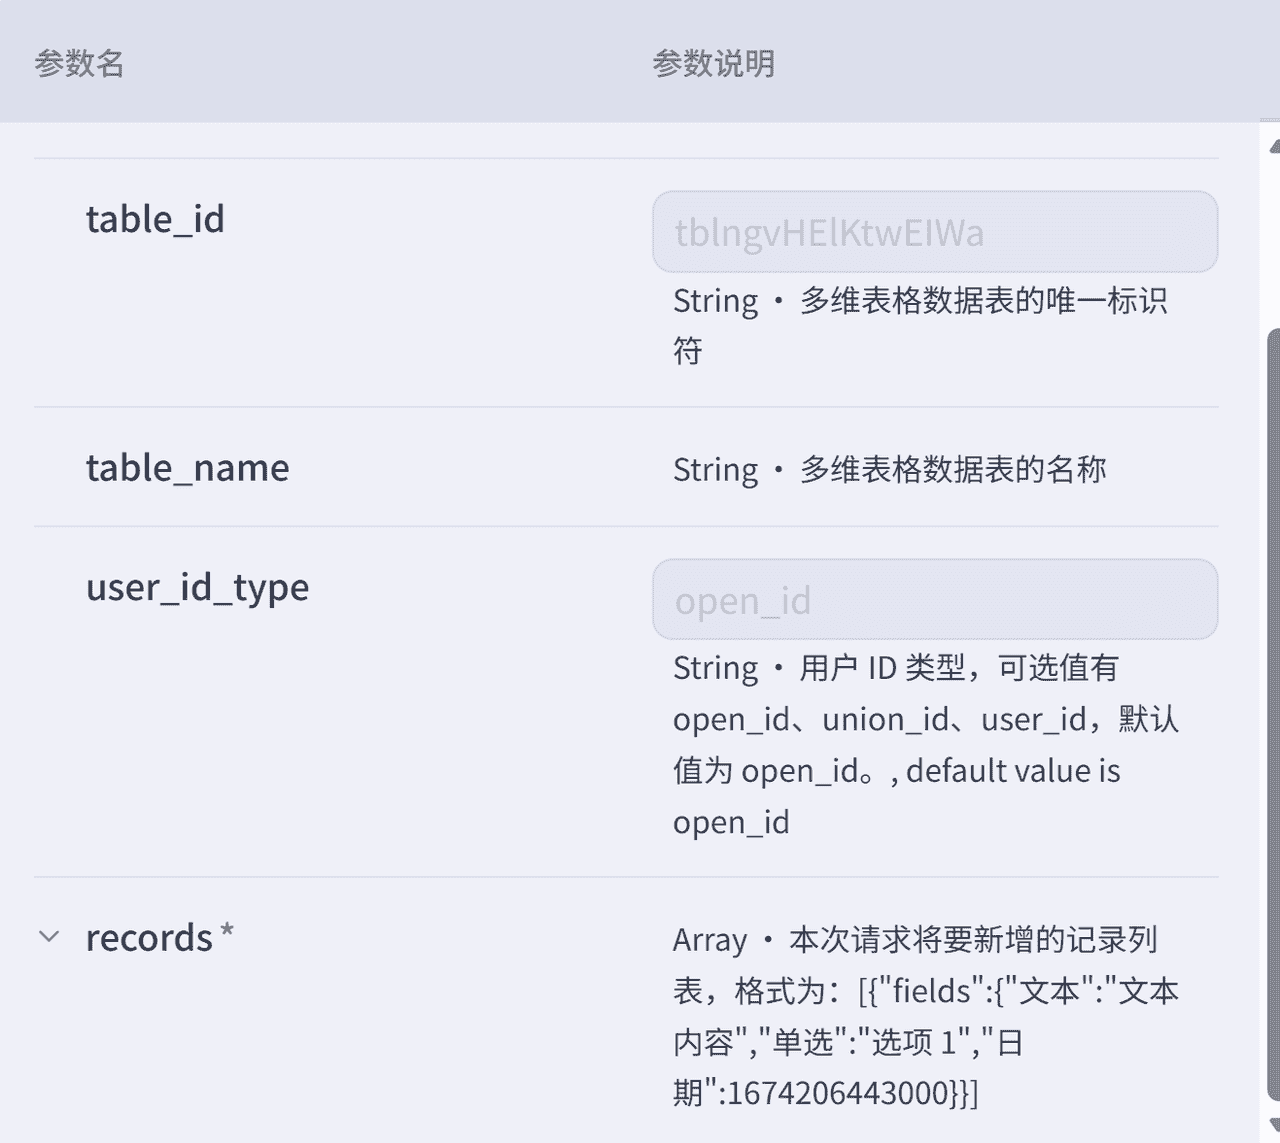 参数名
参数说明
table_id
tblngvHElKtwEIWa
String • 多维表格数据表的唯一标识
符
table_name
String • 多维表格数据表的名称
user_id_type
open_id
String • 用户 ID 类型，可选值有
open_id、union_id、user_id，默认
值为 open_id。, default value is
open_id
records *
Array • 本次请求将要新增的记录列
表，格式为：[{"fields":{"文本":"文本
内容","单选":"选项 1","日
期":1674206443000}}]